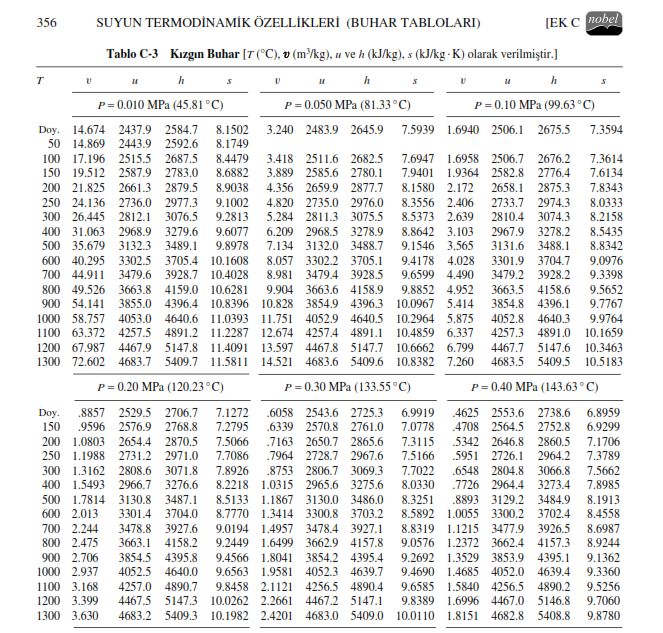 356 SUYUN TERMODİNAMİK ÖZELLİKLERİ (BUHAR TABLOLARI) [EK C nobel
Tablo C-3 Kızgın Buhar [T (°C), v (m³/kg), u ve h (kJ/kg), s (kJ/kg · K) olarak verilmiştir.]
T v u h s v u h s v u h s
P = 0.010 MPa (45.81°C) P = 0.050 MPa (81.33°C) P = 0.10 MPa (99.63°C)
Doy. 14.674 2437.9 2584.7 8.1502 3.240 2483.9 2645.9 7.5939 1.6940 2506.1 2675.5 7.3594
50 14.869 2443.9 2592.6 8.1749
100 17.196 2515.5 2687.5 8.4479 3.418 2511.6 2682.5 7.6947 1.6958 2506.7 2676.2 7.3614
150 19.512 2587.9 2783.0 8.6882 3.889 2585.6 2780.1 7.9401 1.9364 2582.8 2776.4 7.6134
200 21.825 2661.3 2879.5 8.9038 4.356 2659.9 2877.7 8.1580 2.172 2658.1 2875.3 7.8343
250 24.136 2736.0 2977.3 9.1002 4.820 2735.0 2976.0 8.3556 2.406 2733.7 2974.3 8.0333
300 26.445 2812.1 3076.5 9.2813 5.284 2811.3 3075.5 8.5373 2.639 2810.4 3074.3 8.2158
400 31.063 2968.9 3279.6 9.6077 6.209 2968.5 3278.9 8.8642 3.103 2967.9 3278.2 8.5435
500 35.679 3132.3 3489.1 9.8978 7.134 3132.0 3488.7 9.1546 3.565 3131.6 3488.1 8.8342
600 40.295 3302.5 3705.4 10.1608 8.057 3302.2 3705.1 9.4178 4.028 3301.9 3704.7 9.0976
700 44.911 3479.6 3928.7 10.4028 8.981 3479.4 3928.5 9.6599 4.490 3479.2 3928.2 9.3398
800 49.526 3663.8 4159.0 10.6281 9.904 3663.6 4158.9 9.8852 4.952 3663.5 4158.6 9.5652
900 54.141 3855.0 4396.4 10.8396 10.828 3854.9 4396.3 10.0967 5.414 3854.8 4396.1 9.7767
1000 58.757 4053.0 4640.6 11.0393 11.751 4052.9 4640.5 10.2964 5.875 4052.8 4640.3 9.9764
1100 63.372 4257.5 4891.2 11.2287 12.674 4257.4 4891.1 10.4859 6.337 4257.3 4891.0 10.1659
1200 67.987 4467.9 5147.8 11.4091 13.597 4467.8 5147.7 10.6662 6.799 4467.7 5147.6 10.3463
1300 72.602 4683.7 5409.7 11.5811 14.521 4683.6 5409.6 10.8382 7.260 4683.5 5409.5 10.5183
P = 0.20 MPa (120.23°C) P = 0.30 MPa (133.55°C) P = 0.40 MPa (143.63°C)
Doy. .8857 2529.5 2706.7 7.1272 .6058 2543.6 2725.3 6.9919 .4625 2553.6 2738.6 6.8959
150 .9596 2576.9 2768.8 7.2795 .6339 2570.8 2761.0 7.0778 .4708 2564.5 2752.8 6.9299
200 1.0803 2654.4 2870.5 7.5066 .7163 2650.7 2865.6 7.3115 .5342 2646.8 2860.5 7.1706
250 1.1988 2731.2 2971.0 7.7086 .7964 2728.7 2967.6 7.5166 .5951 2726.1 2964.2 7.3789
300 1.3162 2808.6 3071.8 7.8926 .8753 2806.7 3069.3 7.7022 .6548 2804.8 3066.8 7.5662
400 1.5493 2966.7 3276.6 8.2218 1.0315 2965.6 3275.6 8.0330 .7726 2964.4 3273.4 7.8985
500 1.7814 3130.8 3487.1 8.5133 1.1867 3130.0 3486.0 8.3251 .8893 3129.2 3484.9 8.1913
600 2.013 3301.4 3704.0 8.7770 1.3414 3300.8 3703.2 8.5892 1.0055 3300.2 3702.4 8.4558
700 2.244 3478.8 3927.6 9.0194 1.4957 3478.4 3927.1 8.8319 1.1215 3477.9 3926.5 8.6987
800 2.475 3663.1 4158.2 9.2449 1.6499 3662.9 4157.8 9.0576 1.2372 3662.4 4157.3 8.9244
900 2.706 3854.5 4395.8 9.4566 1.8041 3854.2 4395.4 9.2692 1.3529 3853.9 4395.1 9.1362
1000 2.937 4052.5 4640.0 9.6563 1.9581 4052.3 4639.7 9.4690 1.4685 4052.0 4639.4 9.3360
1100 3.168 4257.0 4890.7 9.8458 2.1121 4256.5 4890.4 9.6585 1.5840 4256.5 4890.2 9.5256
1200 3.399 4467.5 5147.3 10.0262 2.2661 4467.2 5147.1 9.8389 1.6996 4467.0 5146.8 9.7060
1300 3.630 4683.2 5409.3 10.1982 2.4201 4683.0 5409.0 10.0110 1.8151 4682.8 5408.8 9.8780